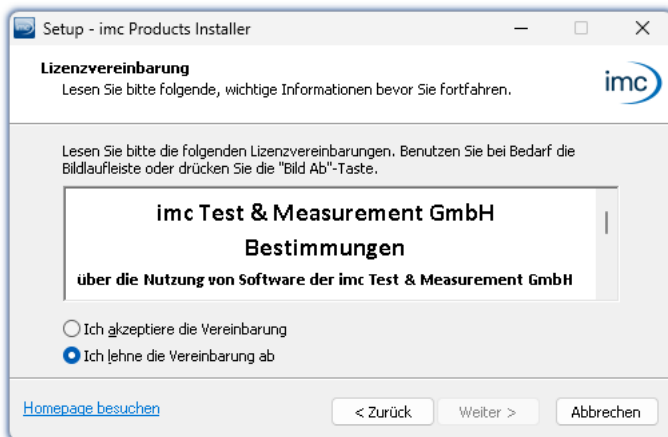 Setup - imc Products Installer
Lizenzvereinbarung
Lesen Sie bitte folgende, wichtige Informationen bevor Sie fortfahren.
imc
Lesen Sie bitte die folgenden Lizenzvereinbarungen. Benutzen Sie bei Bedarf die
Bildlaufleiste oder drücken Sie die "Bild Ab"-Taste.
imc Test & Measurement GmbH
Bestimmungen
über die Nutzung von Software der imc Test & Measurement GmbH
Ich akzeptiere die Vereinbarung
Ich lehne die Vereinbarung ab
Homepage besuchen
< Zurück
Weiter >
Abbrechen